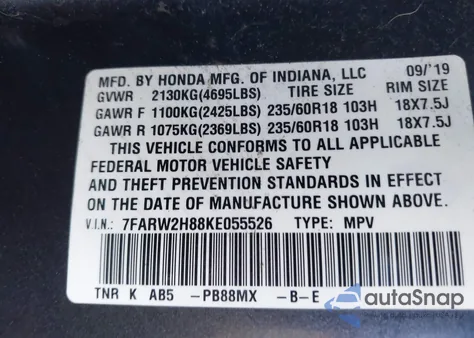 MFD. BY HONDA MFG. OF INDIANA, LLC 09/'19
GVWR 2130KG(4695LBS) TIRE SIZE RIM SIZE
GAWR F 1100KG(2425LBS) 235/60R18 103H 18X7.5J
GAWR R 1075KG(2369LBS) 235/60R18 103H 18X7.5J
THIS VEHICLE CONFORMS TO ALL APPLICABLE
FEDERAL MOTOR VEHICLE SAFETY
AND THEFT PREVENTION STANDARDS IN EFFECT
ON THE DATE OF MANUFACTURE SHOWN ABOVE.
V.I.N.: 7FARW2H88KE055526 TYPE: MPV
TNR K AB5 -PB88MX -B-E
autoSnap